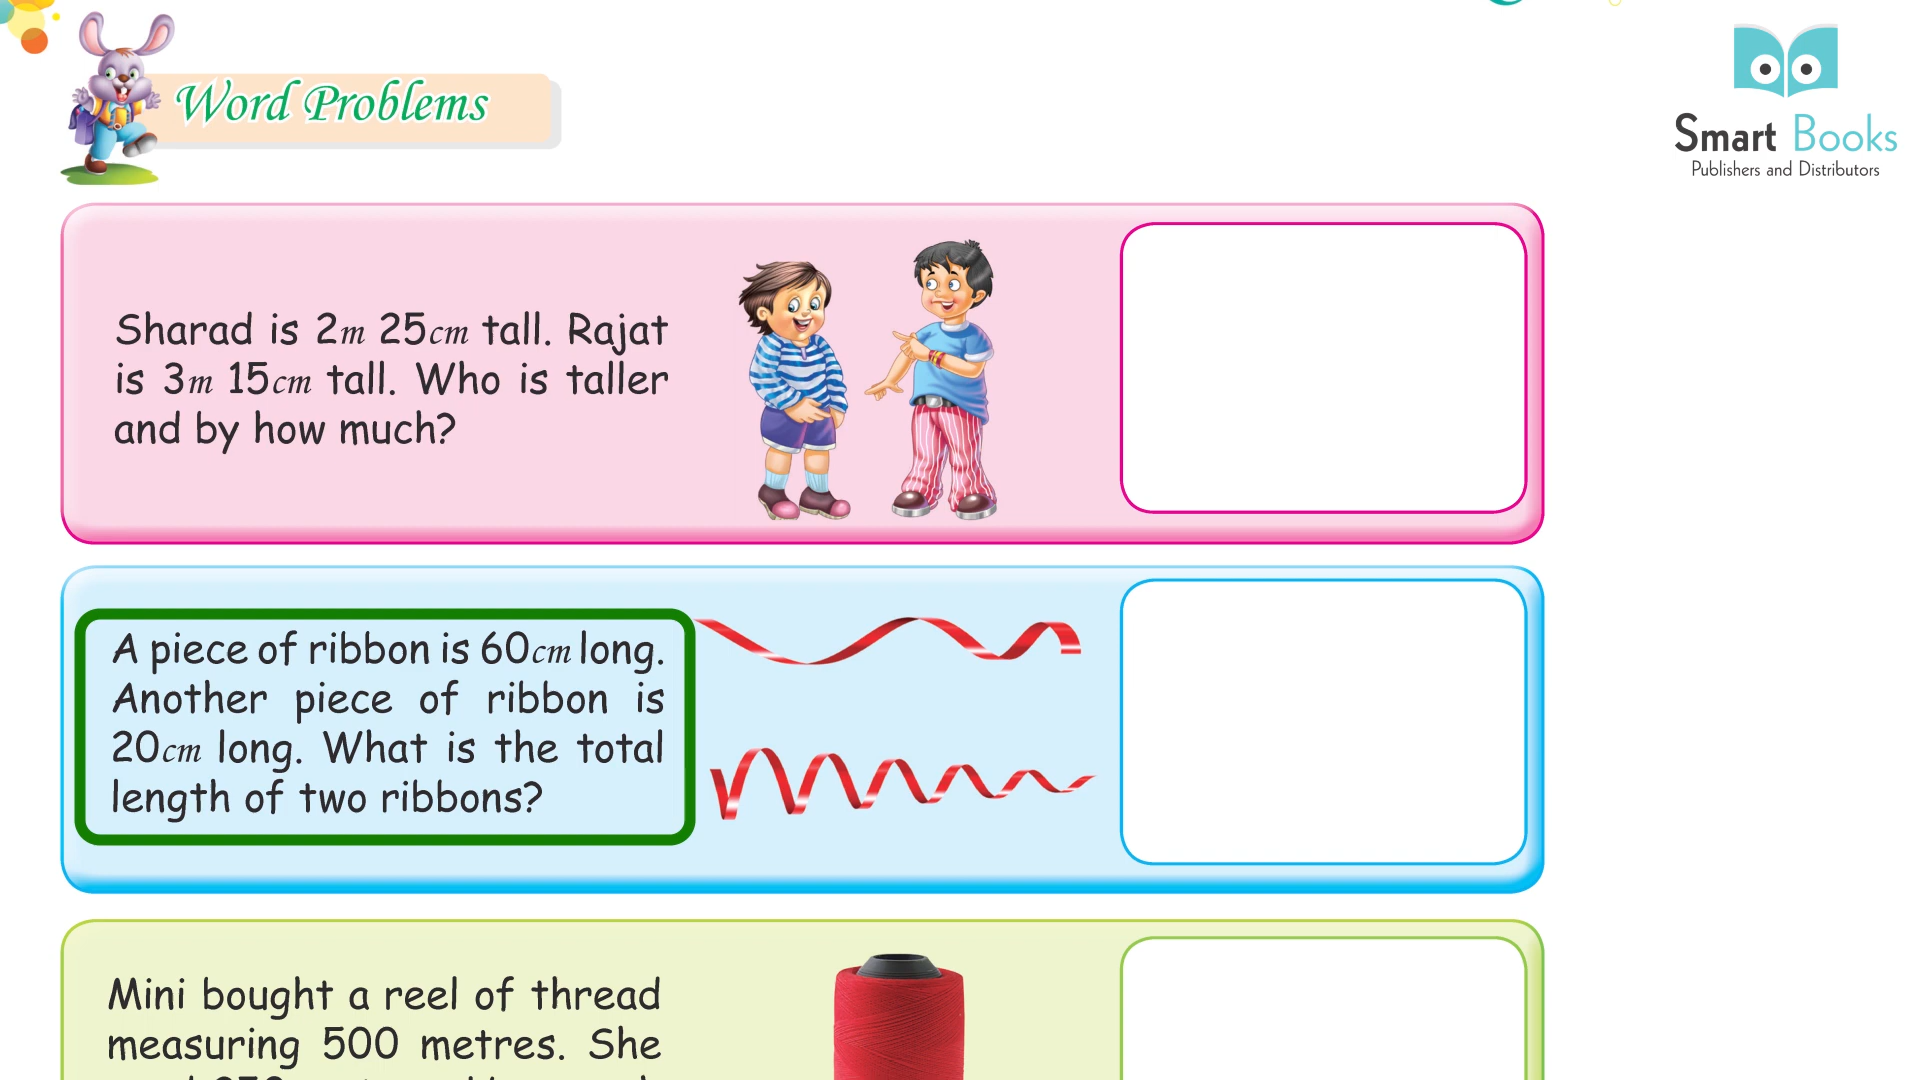 Word Problems
Smart Books
Publishers and Distributors
Sharad is 2m 25cm tall. Rajat
is 3m 15cm tall. Who is taller
and by how much?
A piece of ribbon is 60cm long.
Another piece of ribbon is
20cm long. What is the total
length of two ribbons?
Mini bought a reel of thread
measuring 500 metres. She